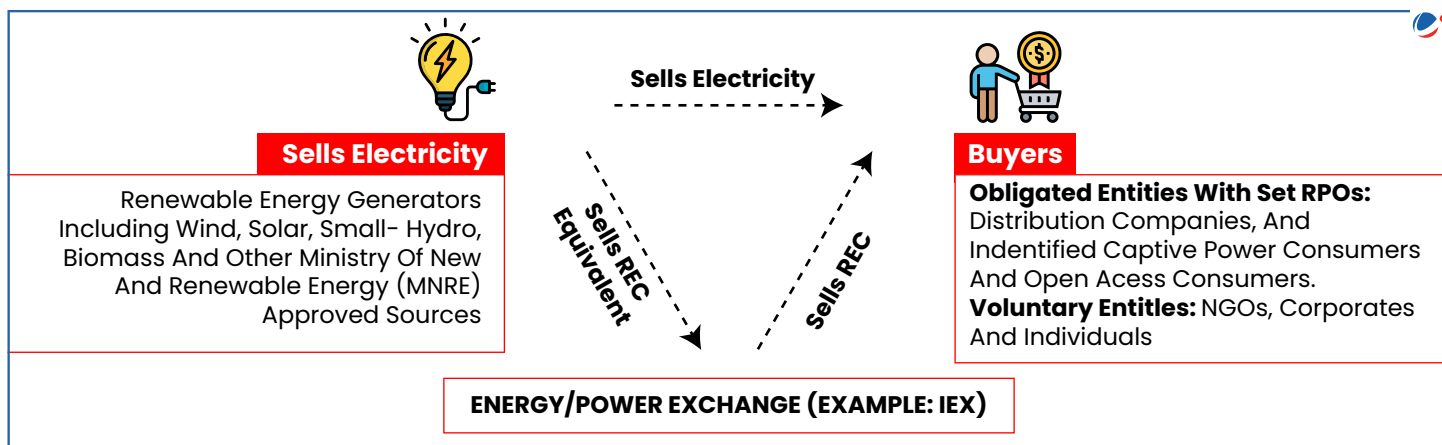 Sells Electricity
Sells Electricity
Renewable Energy Generators
Including Wind, Solar, Small- Hydro,
Biomass And Other Ministry Of New
And Renewable Energy (MNRE)
Approved Sources
Sells REC
Equivalent
Sells REC
Buyers
Obligated Entities With Set RPOs:
Distribution Companies, And
Indentified Captive Power Consumers
And Open Acess Consumers.
Voluntary Entitles: NGOs, Corporates
And Individuals
ENERGY/POWER EXCHANGE (EXAMPLE: IEX)